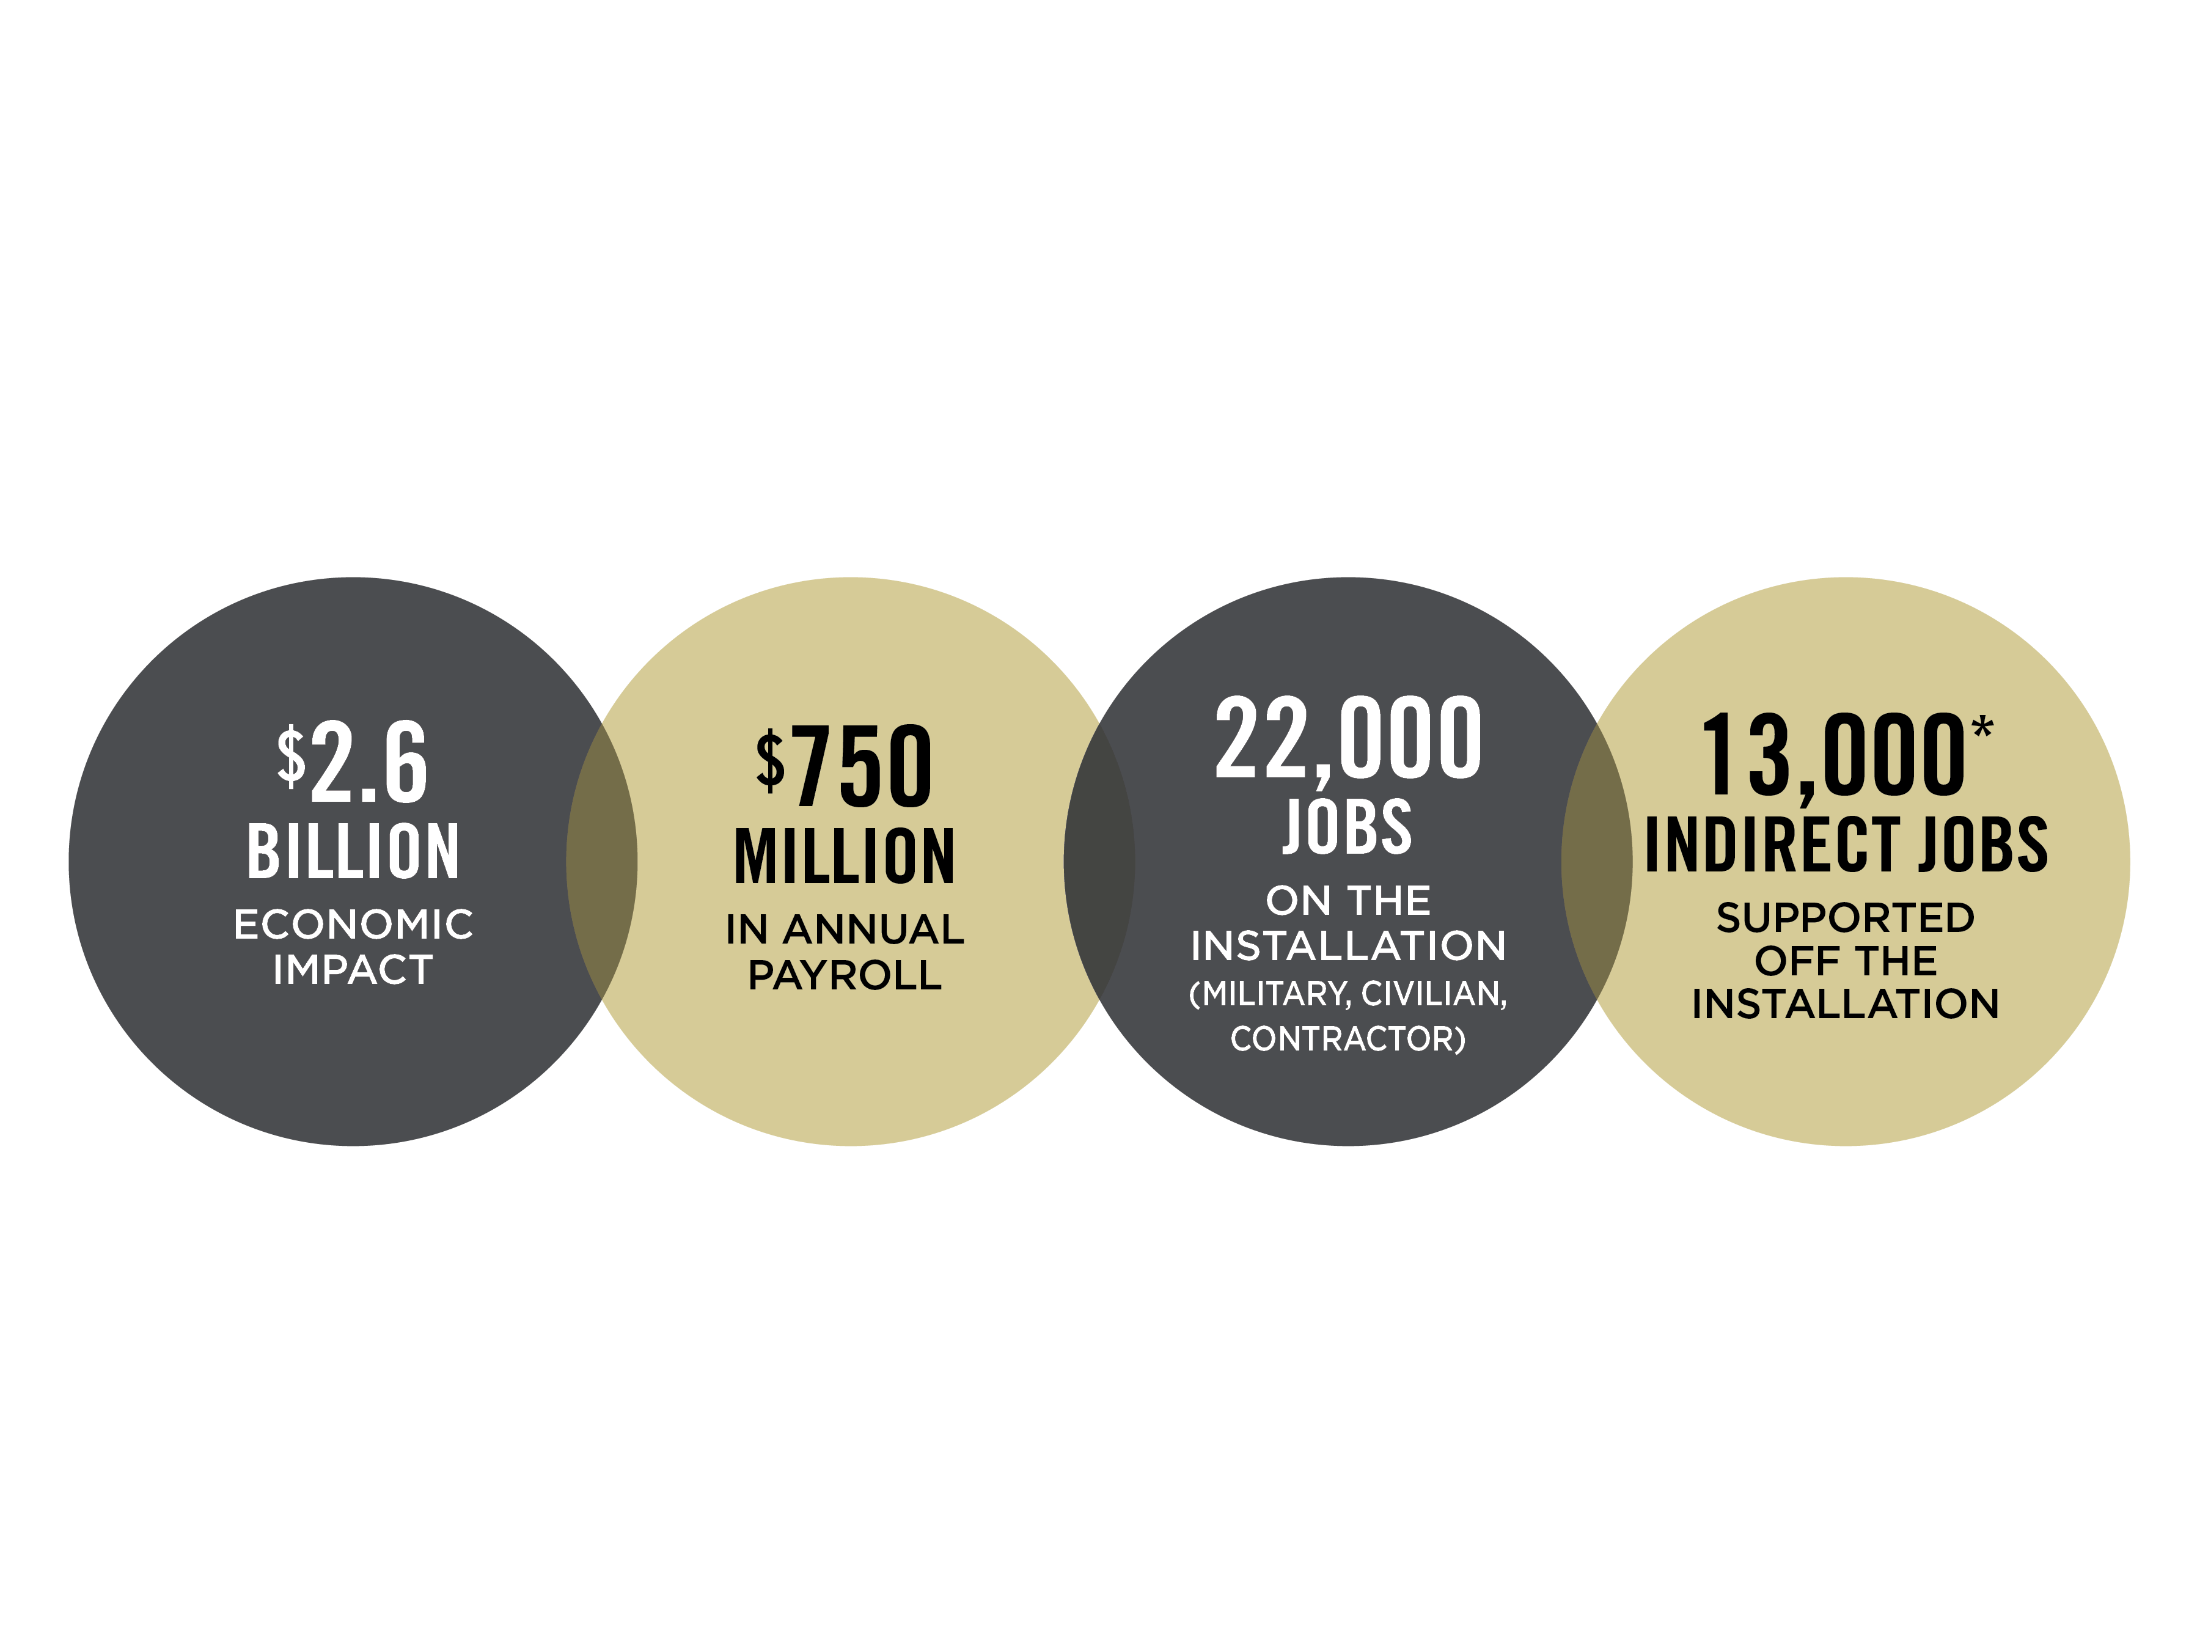 $2.6
BILLION
ECONOMIC
IMPACT
$750
MILLION
IN ANNUAL
PAYROLL
22,000
JOBS
ON THE
INSTALLATION
(MILITARY, CIVILIAN,
CONTRACTOR)
13,000*
INDIRECT JOBS
SUPPORTED
OFF THE
INSTALLATION